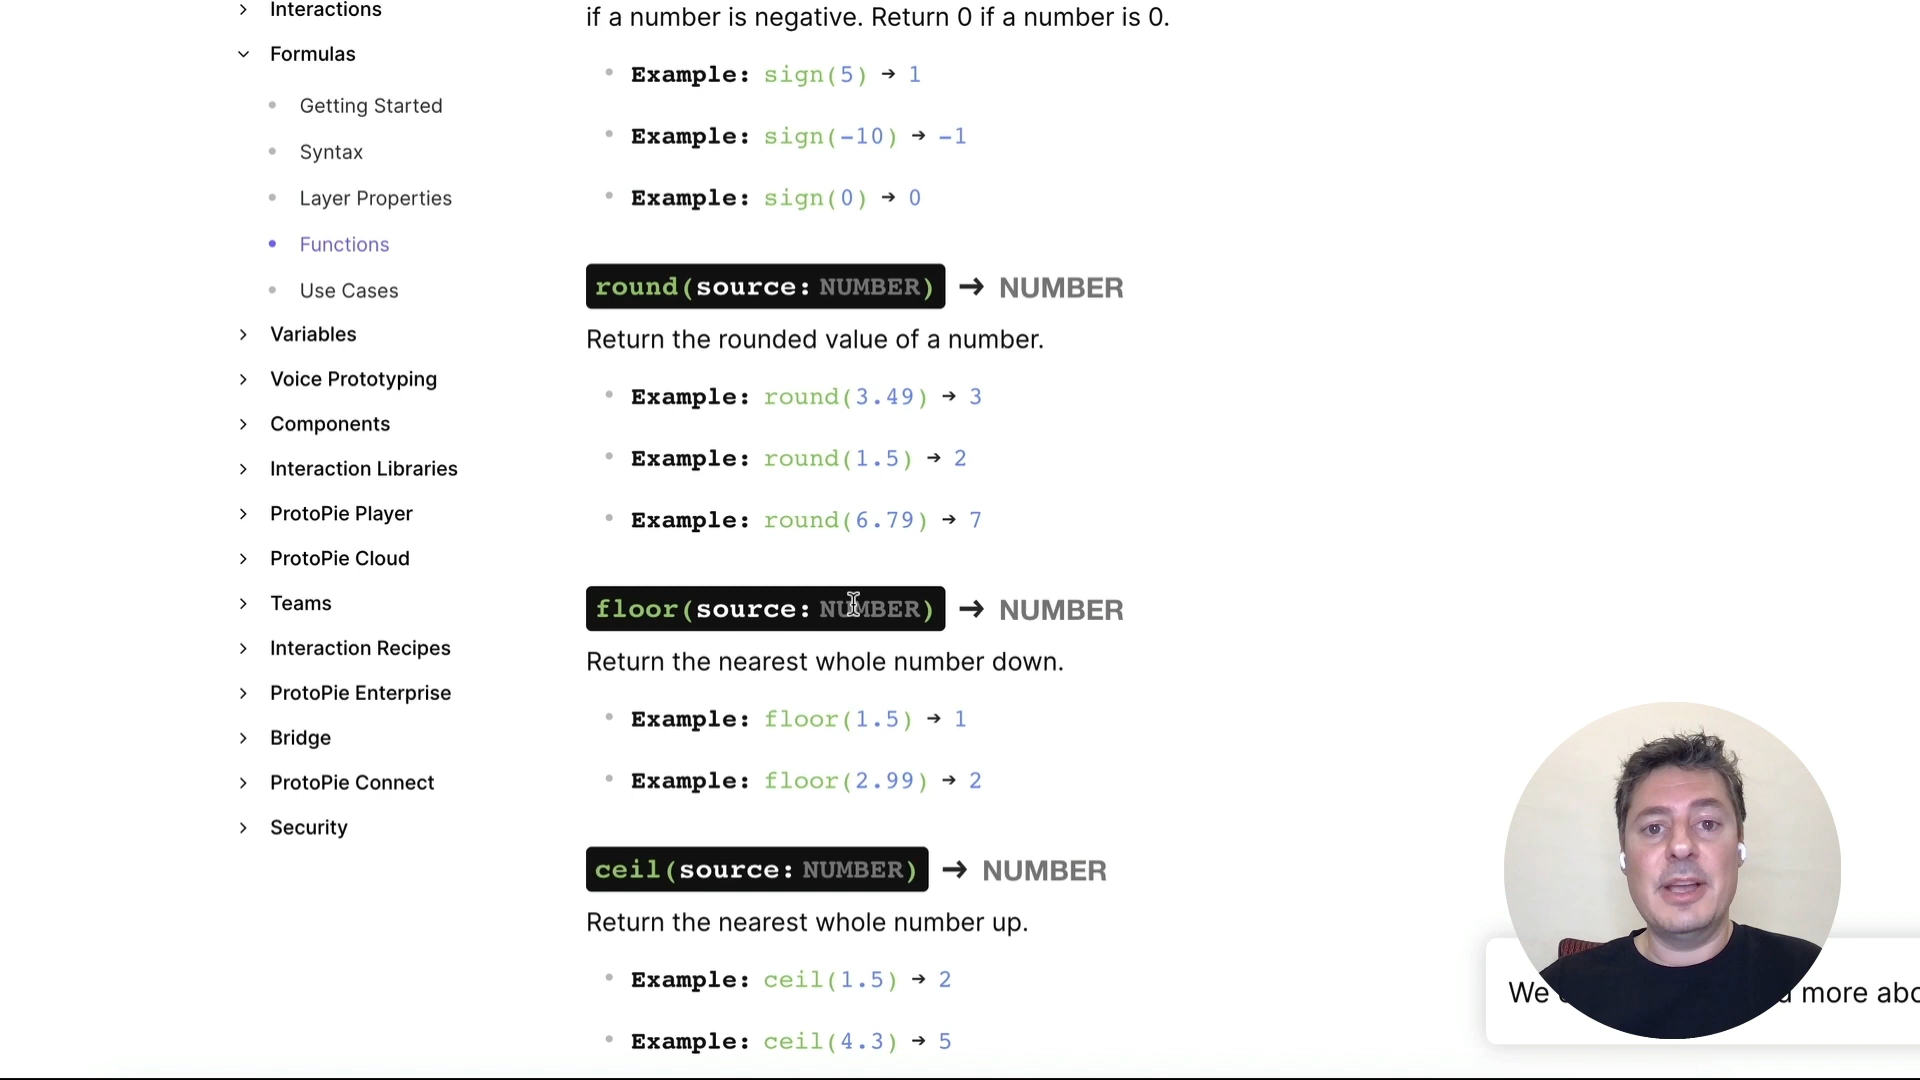 Interactions
Formulas
Getting Started
Syntax
Layer Properties
Functions
Use Cases
Variables
Voice Prototyping
Components
Interaction Libraries
ProtoPie Player
ProtoPie Cloud
Teams
Interaction Recipes
ProtoPie Enterprise
Bridge
ProtoPie Connect
Security
if a number is negative. Return 0 if a number is 0.
Example: sign(5) → 1
Example: sign(-10) → -1
Example: sign(0) → 0
round(source: NUMBER) → NUMBER
Return the rounded value of a number.
Example: round(3.49) → 3
Example: round(1.5) → 2
Example: round(6.79) → 7
floor(source: NUMBER) → NUMBER
Return the nearest whole number down.
Example: floor(1.5) → 1
Example: floor(2.99) → 2
ceil(source: NUMBER) → NUMBER
Return the nearest whole number up.
Example: ceil(1.5) → 2
Example: ceil(4.3) → 5
We more